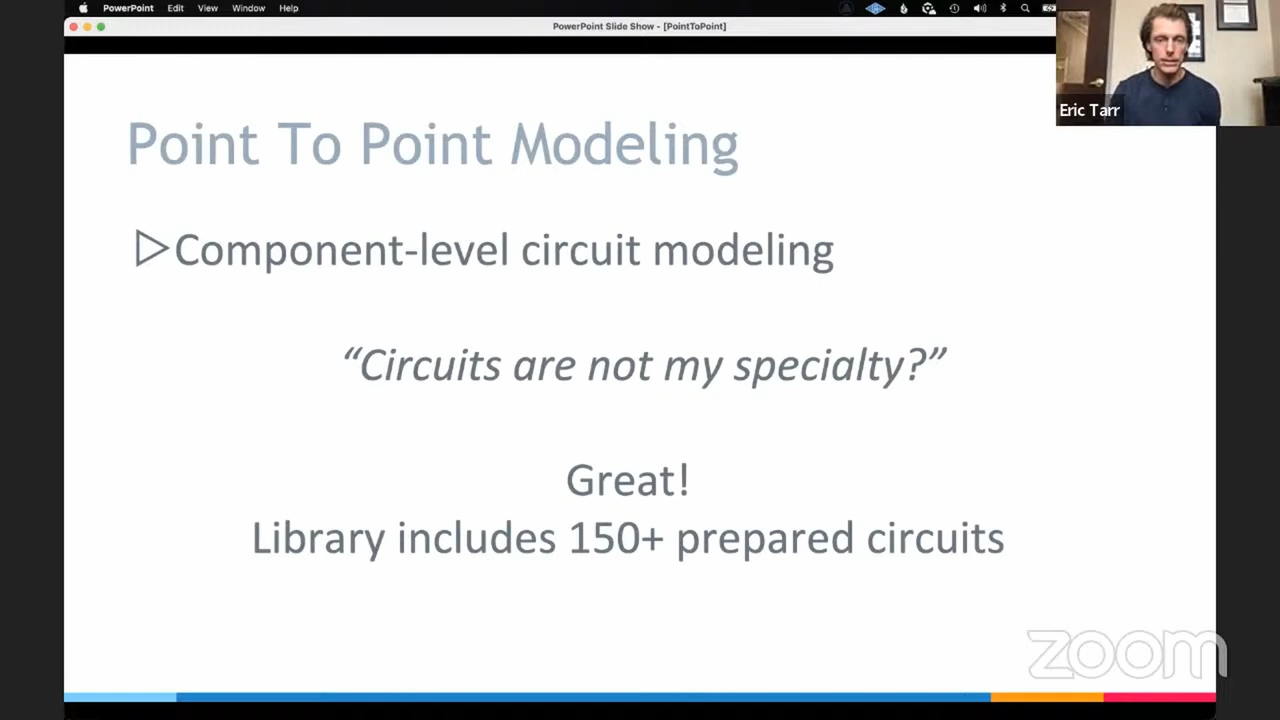 PowerPoint Edit View Window Help
PowerPoint Slide Show - [PointToPoint]
Eric Tarr
Point To Point Modeling
Component-level circuit modeling
“Circuits are not my specialty?”
Great!
Library includes 150+ prepared circuits
zoom